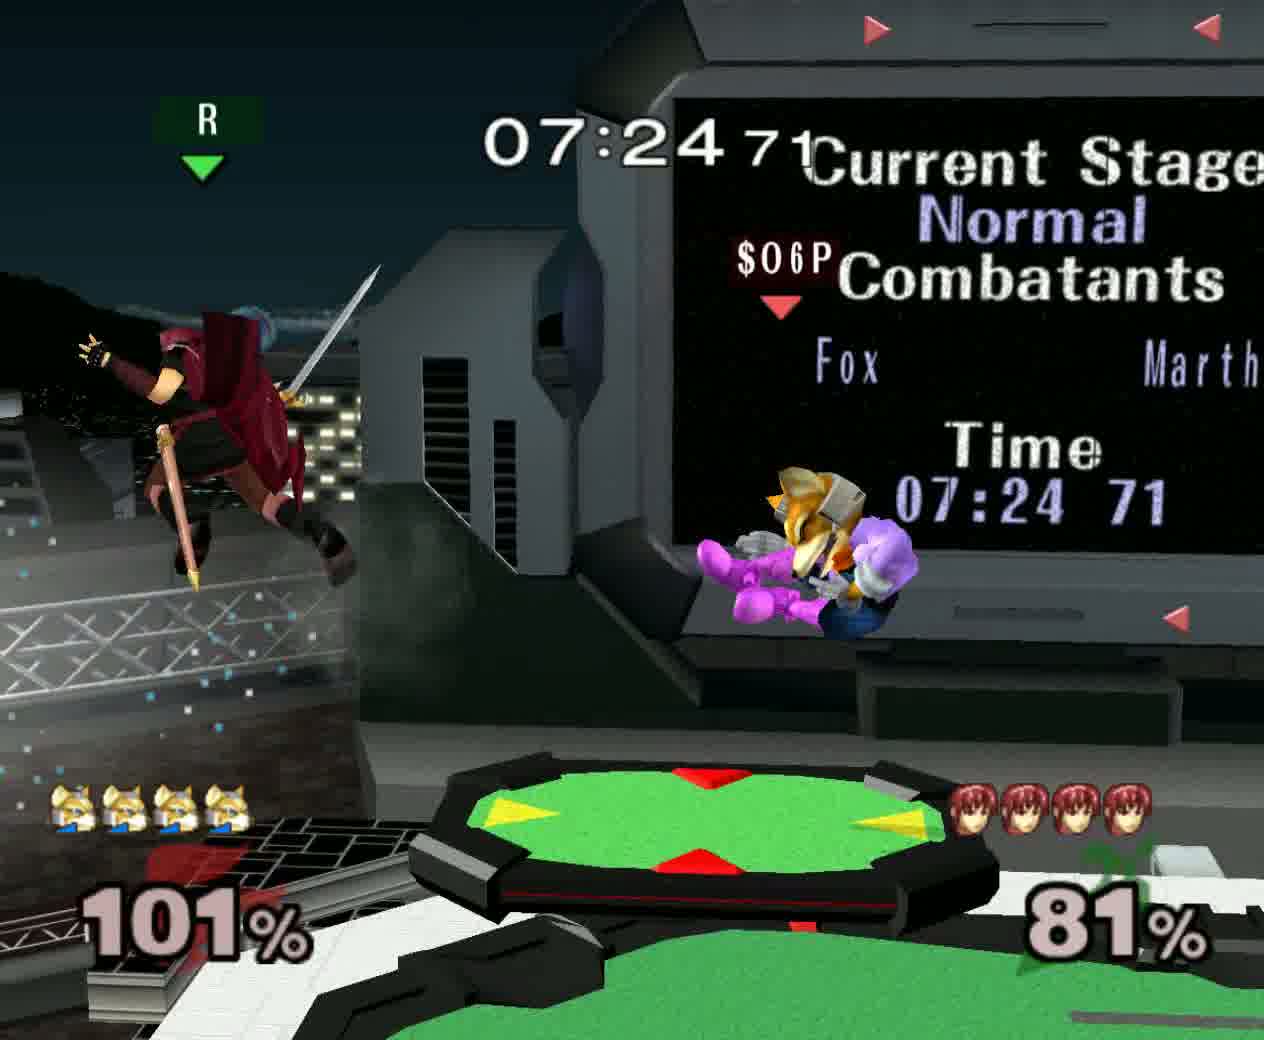 R
07:24 71
Current Stage
Normal
$06P
Combatants
Fox Marth
Time
07:24 71
101%
81%